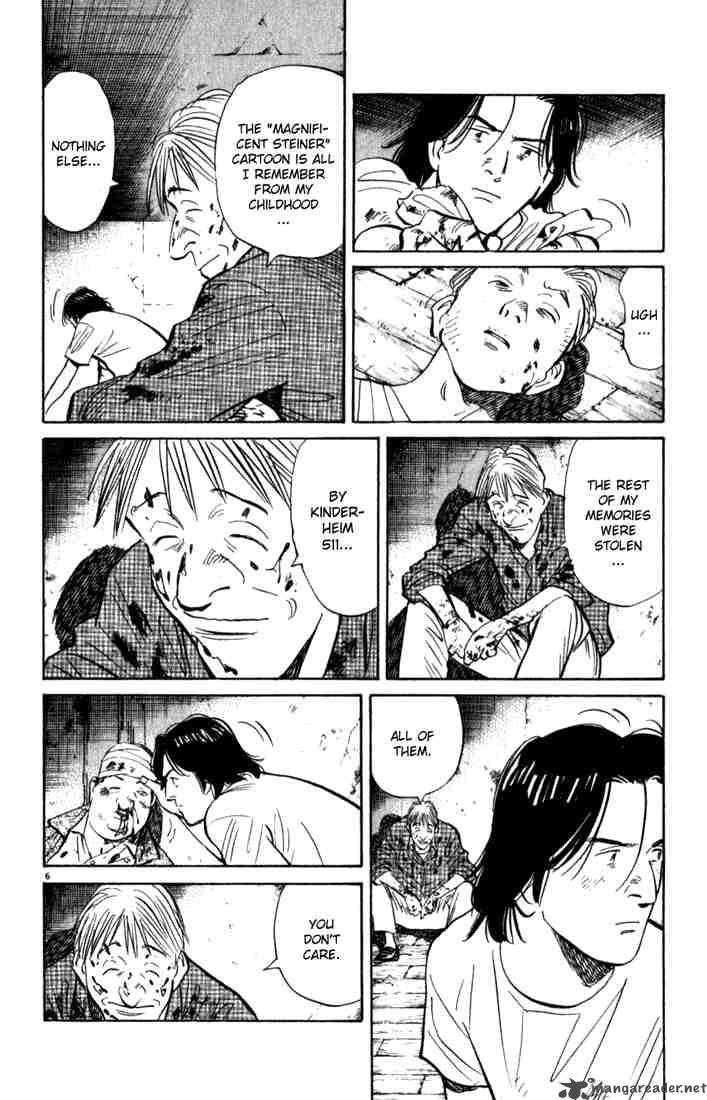 UGH
...
THE "MAGNIFI-
CENT STEINER"
CARTOON IS ALL
I REMEMBER
FROM MY
CHILDHOOD
...
NOTHING
ELSE...
THE REST
OF MY
MEMORIES
WERE
STOLEN
...
BY
KINDER-
HEIM
511...
ALL OF
THEM.
6
YOU
DON'T
CARE.
mangareader.net